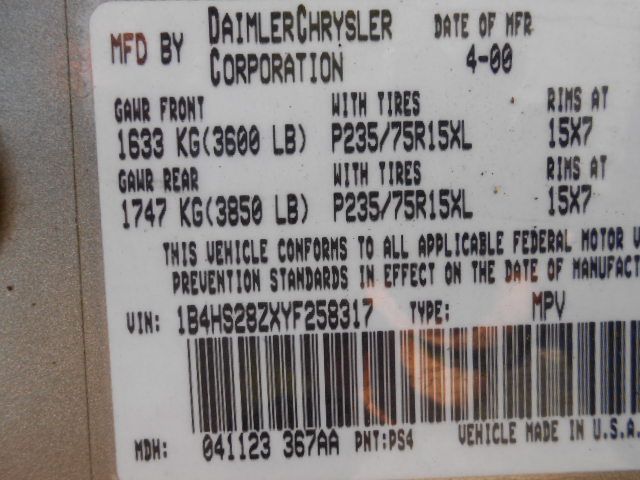 MFD BY DAIMLERCHRYSLER CORPORATION DATE OF MFR 4-00
GAWR FRONT WITH TIRES RIMS AT
1633 KG(3600 LB) P235/75R15XL 15X7
GAWR REAR WITH TIRES RIMS AT
1747 KG(3850 LB) P235/75R15XL 15X7
THIS VEHICLE CONFORMS TO ALL APPLICABLE FEDERAL MOTOR V
PREVENTION STANDARDS IN EFFECT ON THE DATE OF MANUFACT
VIN: 1B4HS28ZXYF258317 TYPE: MPV
MDH: 041123 367AA PNT:PS4 VEHICLE MADE IN U.S.A.